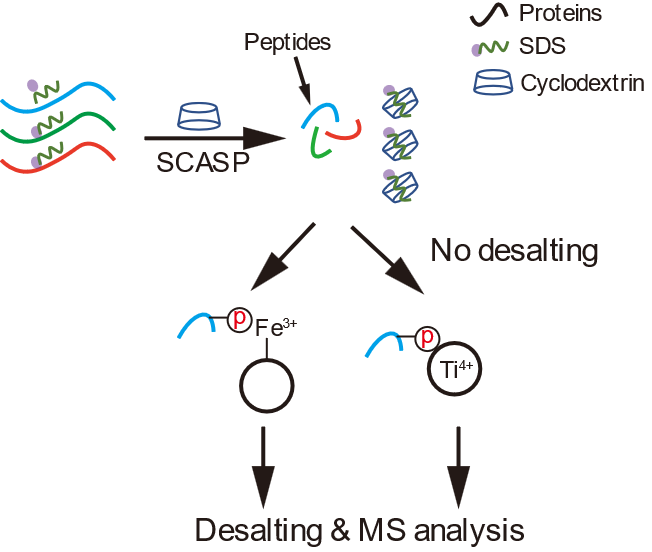 Proteins
SDS
Cyclodextrin
Peptides
SCASP
No desalting
p Fe³⁺
p
Ti⁴⁺
Desalting & MS analysis